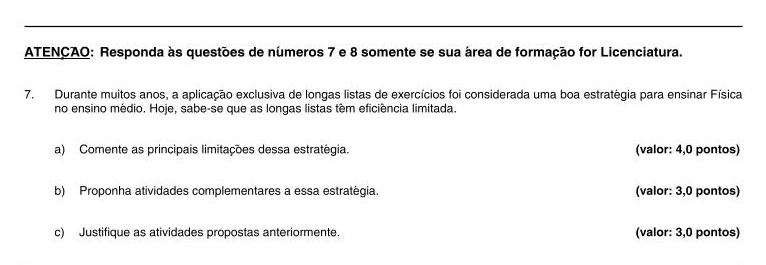 ATENÇÃO: Responda às questões de números 7 e 8 somente se sua área de formação for Licenciatura.
7. Durante muitos anos, a aplicação exclusiva de longas listas de exercícios foi considerada uma boa estratégia para ensinar Física
no ensino médio. Hoje, sabe-se que as longas listas têm eficiência limitada.
a) Comente as principais limitações dessa estratégia. (valor: 4,0 pontos)
b) Proponha atividades complementares a essa estratégia. (valor: 3,0 pontos)
c) Justifique as atividades propostas anteriormente. (valor: 3,0 pontos)